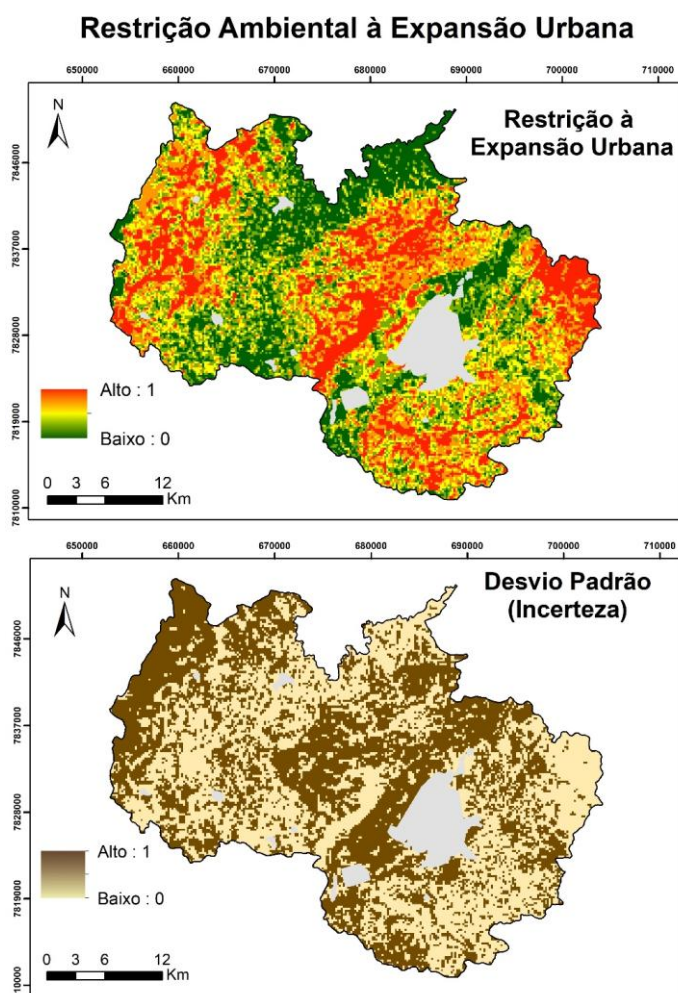 Restrição Ambiental à Expansão Urbana
650000 660000 670000 680000 690000 700000 710000
N
Restrição à
Expansão Urbana
7846000
7837000
7828000
7819000
7810000
Alto : 1
Baixo : 0
0 3 6 12
Km
650000 660000 670000 680000 690000 700000 710000
N
Desvio Padrão
(Incerteza)
7846000
7837000
7828000
7819000
10000
Alto : 1
Baixo : 0
0 3 6 12
Km